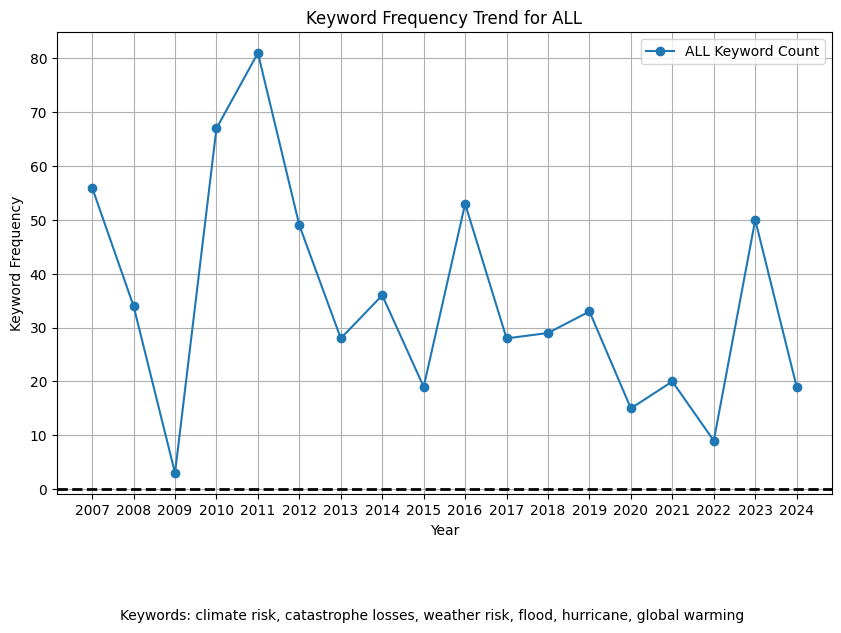 Keyword Frequency Trend for ALL
ALL Keyword Count
Keyword Frequency
80
70
60
50
40
30
20
10
0
2007 2008 2009 2010 2011 2012 2013 2014 2015 2016 2017 2018 2019 2020 2021 2022 2023 2024
Year
Keywords: climate risk, catastrophe losses, weather risk, flood, hurricane, global warming